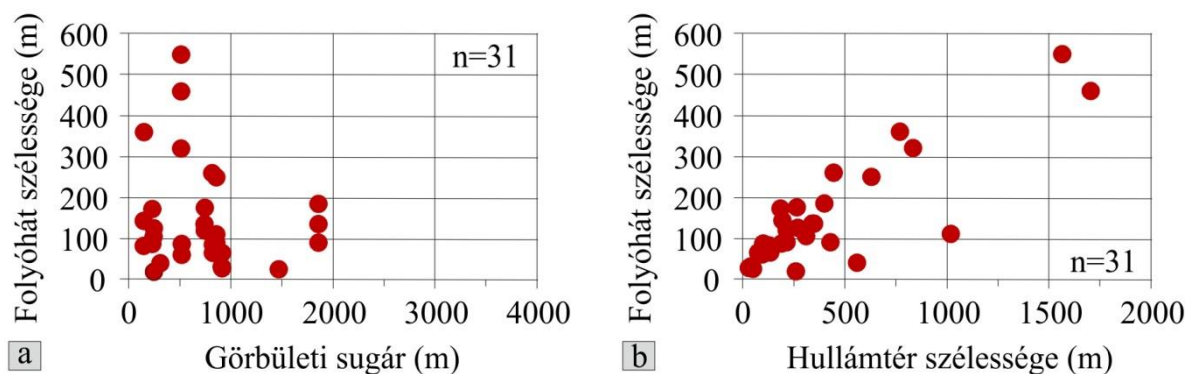 Folyóhát szélessége (m)
600
500
400
300
200
100
0
n=31
0 1000 2000 3000 4000
Görbületi sugár (m)
a
Folyóhát szélessége (m)
600
500
400
300
200
100
0
n=31
0 500 1000 1500 2000
Hullámtér szélessége (m)
b